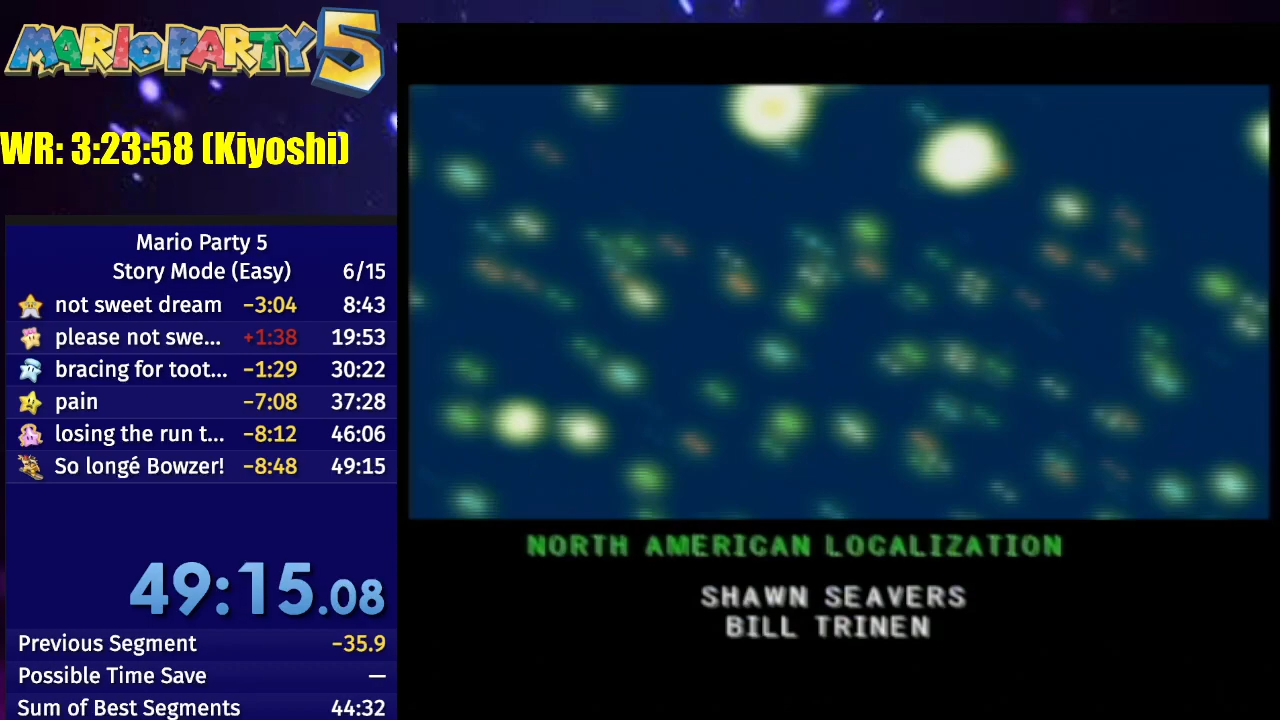 MARIO PARTY 5
WR: 3:23:58 (Kiyoshi)
Mario Party 5
Story Mode (Easy) 6/15
not sweet dream −3:04 8:43
please not swe... +1:38 19:53
bracing for toot... −1:29 30:22
pain −7:08 37:28
losing the run t... −8:12 46:06
So longé Bowzer! −8:48 49:15
49:15.08
Previous Segment −35.9
Possible Time Save —
Sum of Best Segments 44:32
NORTH AMERICAN LOCALIZATION
SHAWN SEAVERS
BILL TRINEN